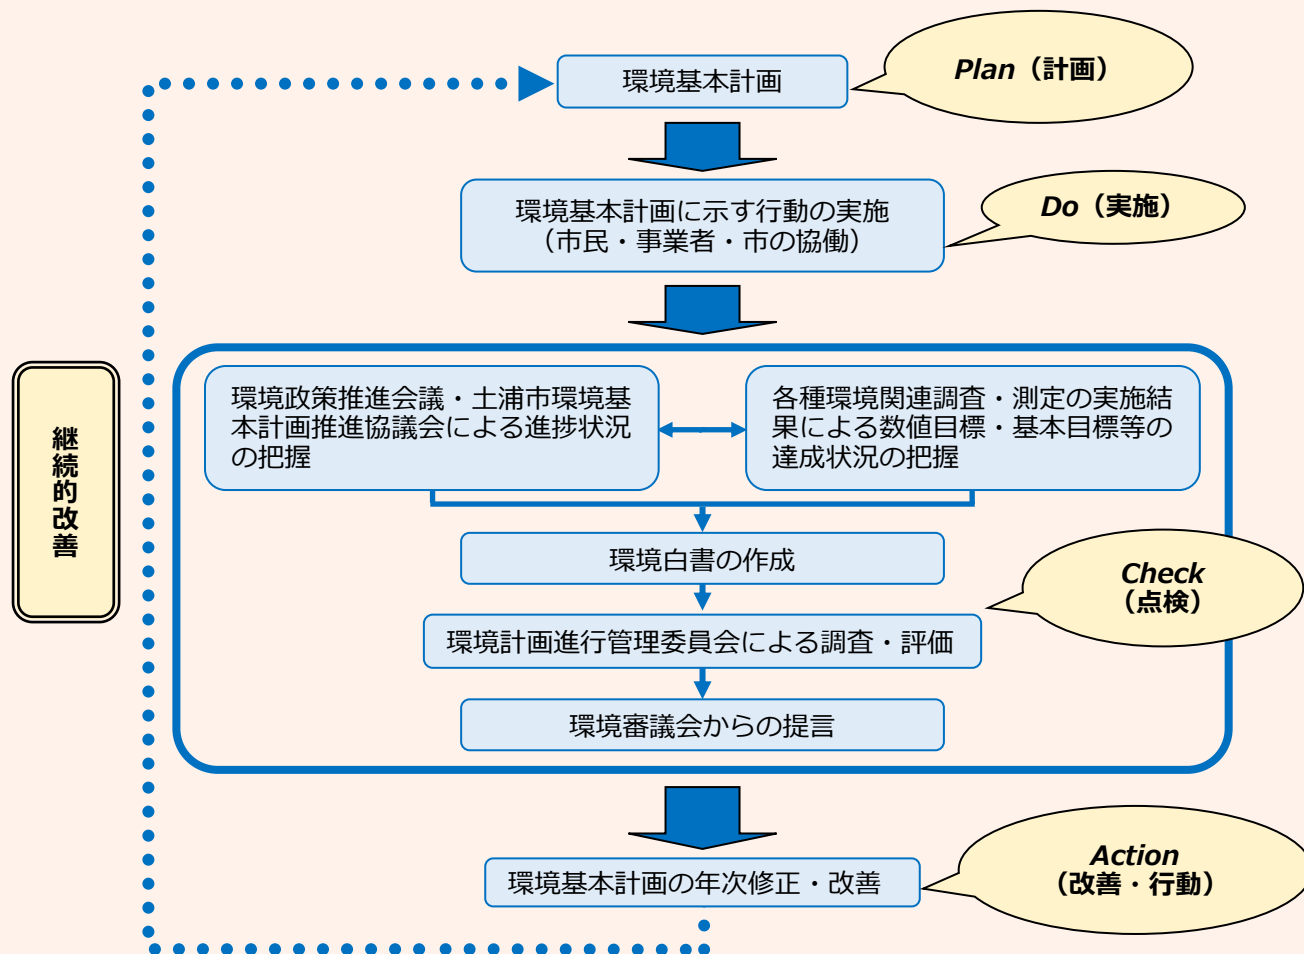 環境基本計画
Plan（計画）
環境基本計画に示す行動の実施
（市民・事業者・市の協働）
Do（実施）
継続的改善
環境政策推進会議・土浦市環境基
本計画推進協議会による進捗状況
の把握
各種環境関連調査・測定の実施結
果による数値目標・基本目標等の
達成状況の把握
環境白書の作成
Check
（点検）
環境計画進行管理委員会による調査・評価
環境審議会からの提言
Action
（改善・行動）
環境基本計画の年次修正・改善